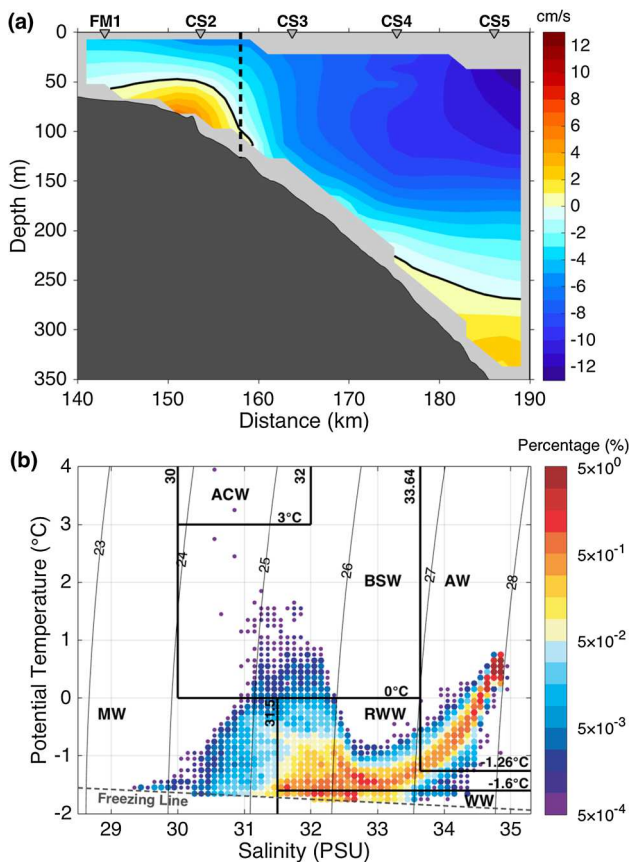 (a)
FM1 CS2 CS3 CS4 CS5
cm/s
0
50
100
150
200
250
300
350
Depth (m)
140 150 160 170 180 190
Distance (km)
12
10
8
6
4
2
0
-2
-4
-6
-8
-10
-12
(b)
Percentage (%)
4
3
2
1
0
-1
-2
Potential Temperature (°C)
30
ACW
32
33.64
3°C
23
24
25
26
27
28
BSW
AW
0°C
MW
31.5
RWW
-1.26°C
-1.6°C
WW
Freezing Line
29 30 31 32 33 34 35
Salinity (PSU)
5x10⁰
5x10⁻¹
5x10⁻²
5x10⁻³
5x10⁻⁴